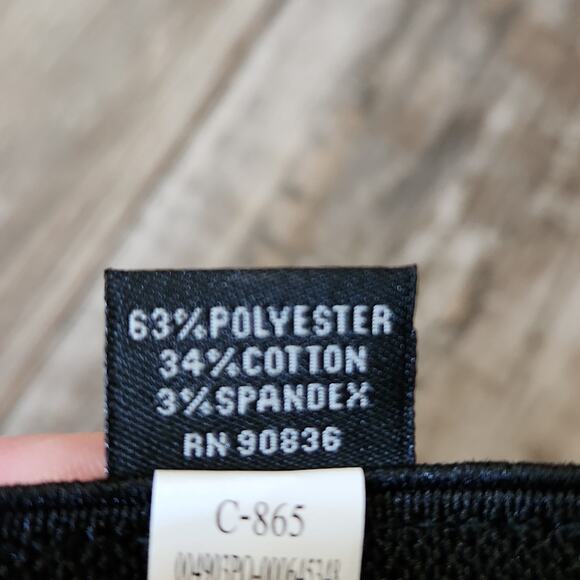 63%POLYESTER
34%COTTON
3%SPANDEX
RN 90836
C-865